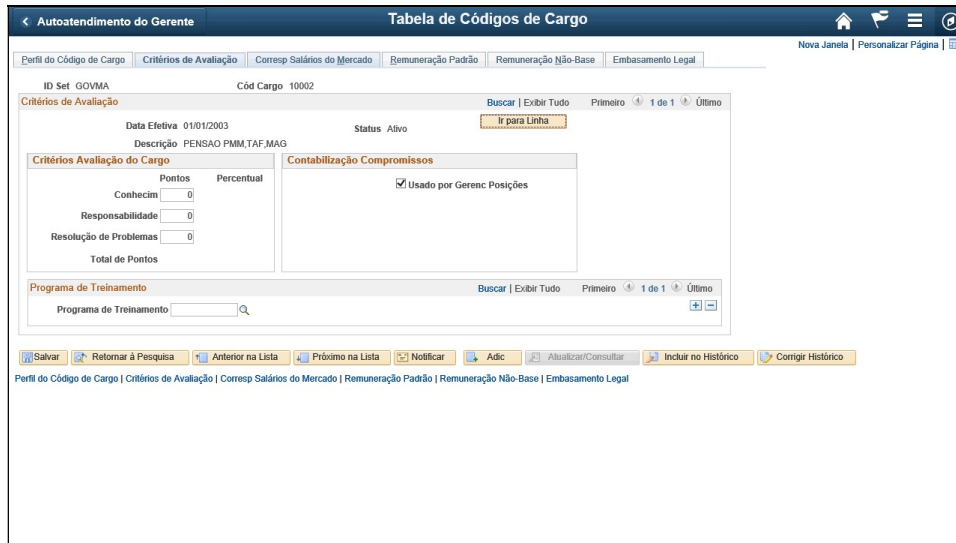 Autoatendimento do Gerente
Tabela de Códigos de Cargo
Nova Janela | Personalizar Página |
Perfil do Código de Cargo Critérios de Avaliação Corresp Salários do Mercado Remuneração Padrão Remuneração Não-Base Embasamento Legal
ID Set GOVMA Cód Cargo 10002
Critérios de Avaliação Buscar | Exibir Tudo Primeiro 1 de 1 Último
Data Efetiva 01/01/2003 Status Ativo Ir para Linha
Descrição PENSAO PMM,TAF,MAG
Critérios Avaliação do Cargo Contabilização Compromissos
Pontos Percentual
Usado por Gerenc Posições
Conhecim 0
Responsabilidade 0
Resolução de Problemas 0
Total de Pontos
Programa de Treinamento Buscar | Exibir Tudo Primeiro 1 de 1 Último
Programa de Treinamento
Salvar Retornar à Pesquisa Anterior na Lista Próximo na Lista Notificar Adic Atualizar/Consultar Incluir no Histórico Corrigir Histórico
Perfil do Código de Cargo | Critérios de Avaliação | Corresp Salários do Mercado | Remuneração Padrão | Remuneração Não-Base | Embasamento Legal